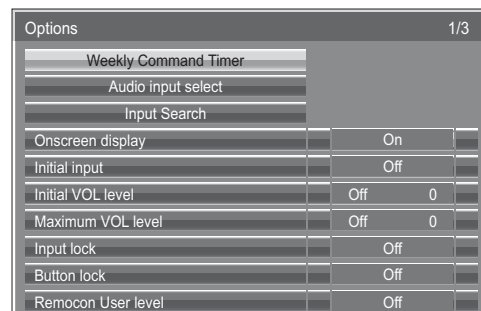 Options 1/3
Weekly Command Timer
Audio input select
Input Search
Onscreen display On
Initial input Off
Initial VOL level Off 0
Maximum VOL level Off 0
Input lock Off
Button lock Off
Remocon User level Off